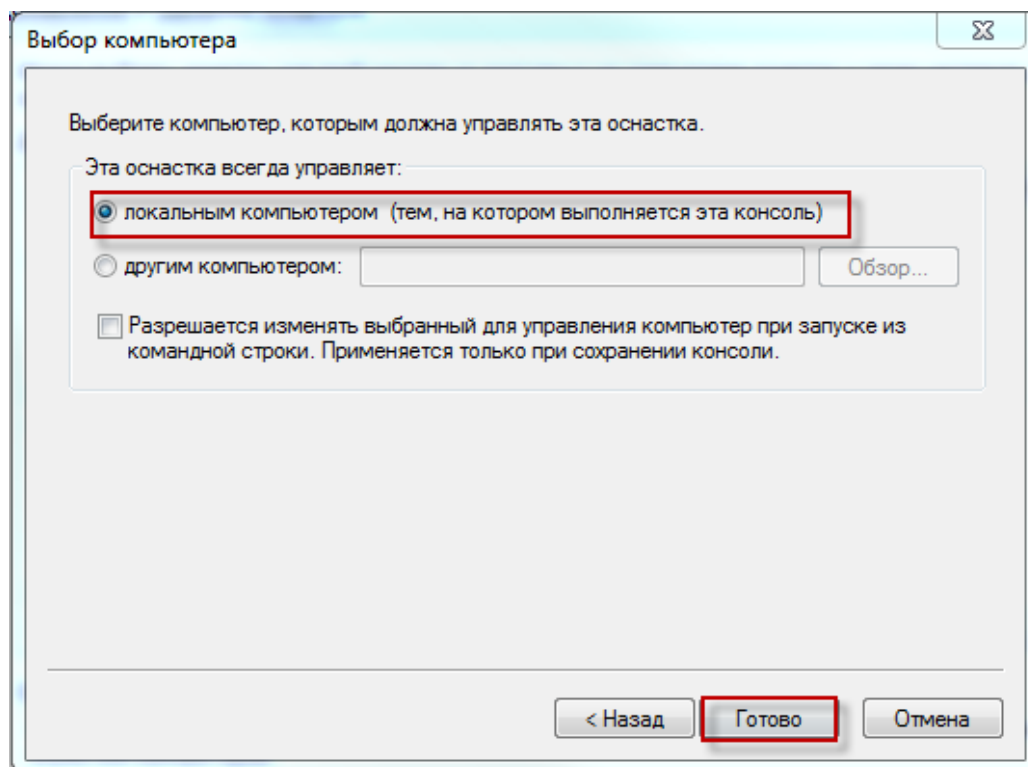 Выбор компьютера
Выберите компьютер, которым должна управлять эта оснастка.
Эта оснастка всегда управляет:
локальным компьютером (тем, на котором выполняется эта консоль)
другим компьютером:
Обзор...
Разрешается изменять выбранный для управления компьютер при запуске из
командной строки. Применяется только при сохранении консоли.
< Назад
Готово
Отмена